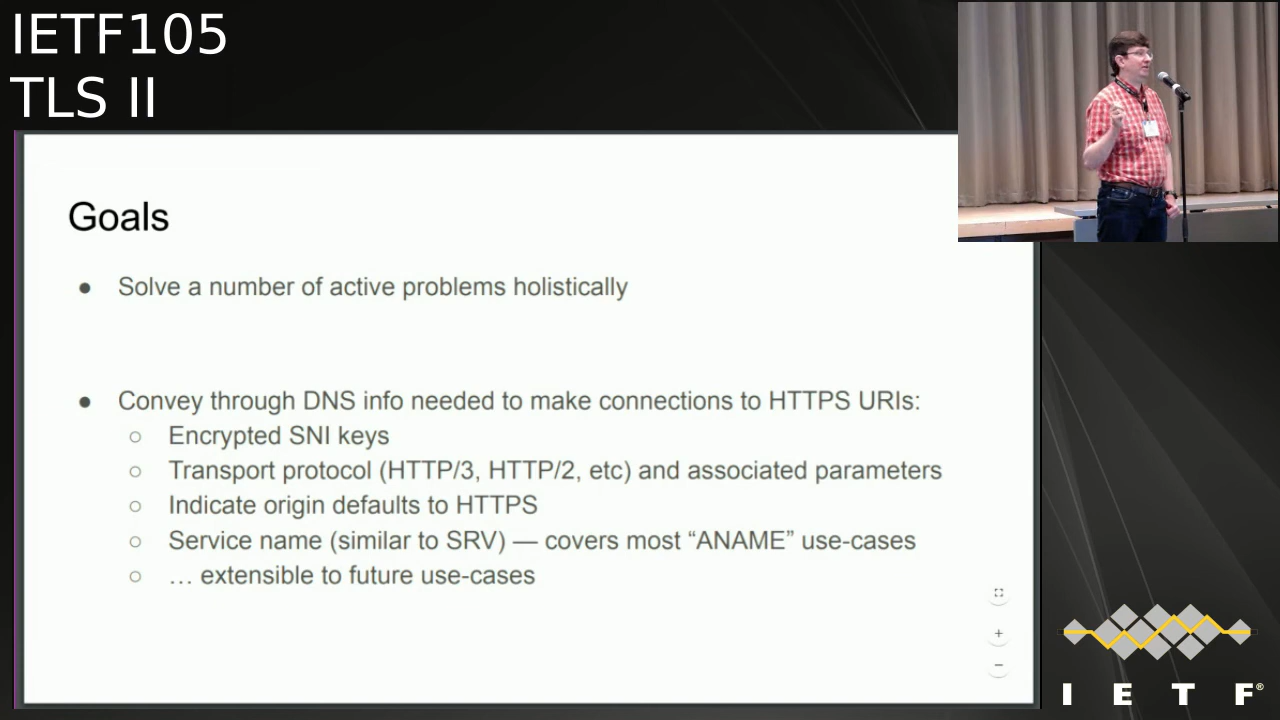 IETF105
TLS II
Goals
● Solve a number of active problems holistically
● Convey through DNS info needed to make connections to HTTPS URIs:
○ Encrypted SNI keys
○ Transport protocol (HTTP/3, HTTP/2, etc) and associated parameters
○ Indicate origin defaults to HTTPS
○ Service name (similar to SRV) — covers most “ANAME” use-cases
○ … extensible to future use-cases
I E T F®